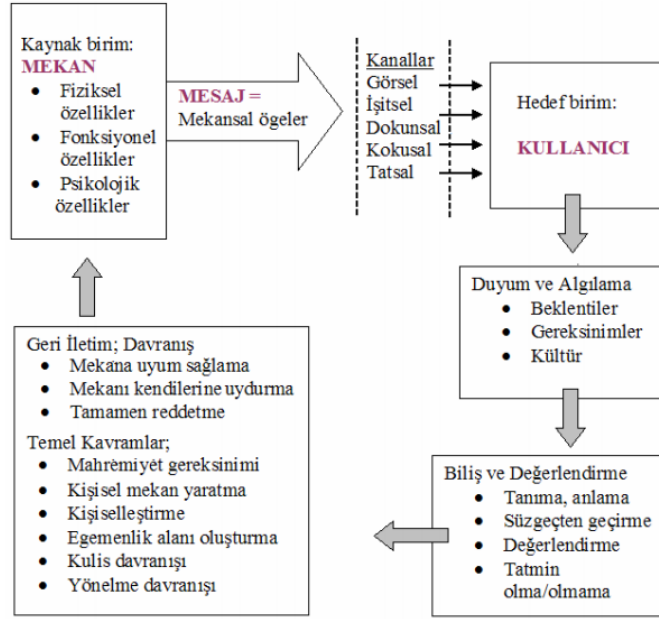 Kaynak birim:
MEKAN
• Fiziksel
özellikler
• Fonksiyonel
özellikler
• Psikolojik
özellikler
MESAJ =
Mekansal ögeler
Kanallar
Görsel
İşitsel
Dokunsal
Kokusal
Tatsal
Hedef birim:
KULLANICI
Duyum ve Algılama
• Beklentiler
• Gereksinimler
• Kültür
Biliş ve Değerlendirme
• Tanıma, anlama
• Süzgeçten geçirme
• Değerlendirme
• Tatmin
olma/olmama
Geri İletim; Davranış
• Mekana uyum sağlama
• Mekanı kendilerine uydurma
• Tamamen reddetme
Temel Kavramlar;
• Mahremiyet gereksinimi
• Kişisel mekan yaratma
• Kişiselleştirme
• Egemenlik alanı oluşturma
• Kulis davranışı
• Yönelme davranışı